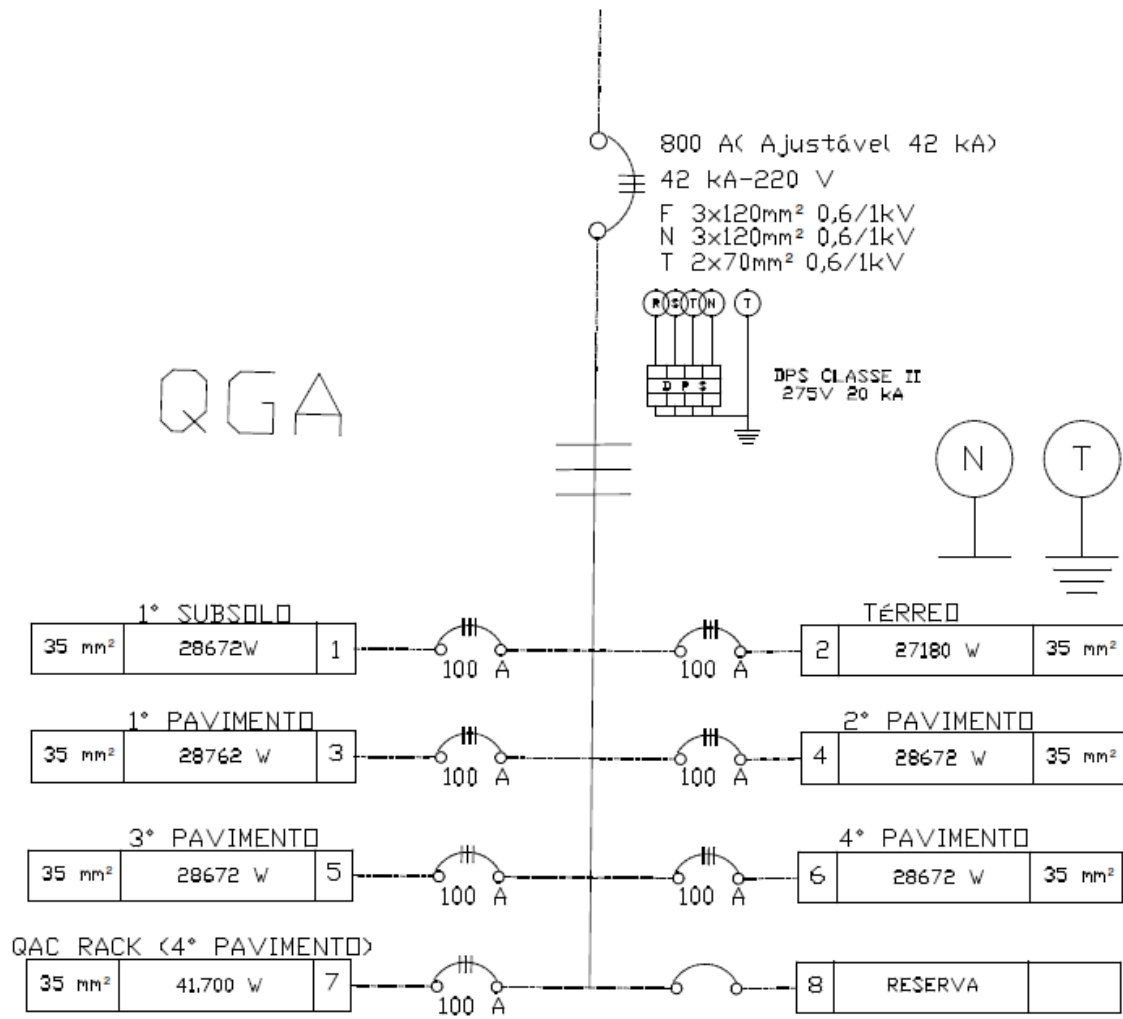 800 A( Ajustável 42 kA)
42 kA-220 V
F 3x120mm² 0,6/1kV
N 3x120mm² 0,6/1kV
T 2x70mm² 0,6/1kV
R S T N T
D P S
DPS CLASSE II
275V 20 kA
QGA
N T
1° SUBSOLO
35 mm² 28672W 1
100 A
TÉRREO
100 A
2 27180 W 35 mm²
1° PAVIMENTO
35 mm² 28762 W 3
100 A
2° PAVIMENTO
100 A
4 28672 W 35 mm²
3° PAVIMENTO
35 mm² 28672 W 5
100 A
4° PAVIMENTO
100 A
6 28672 W 35 mm²
QAC RACK (4° PAVIMENTO)
35 mm² 41.700 W 7
100 A
8 RESERVA